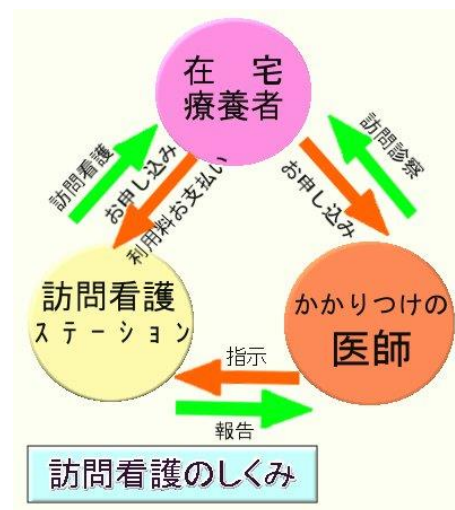 在 宅
療養者
訪問看護
お申し込み
利用料お支払い
お申し込み
訪問診察
訪問看護
ステーション
かかりつけの
医師
指示
報告
訪問看護のしくみ